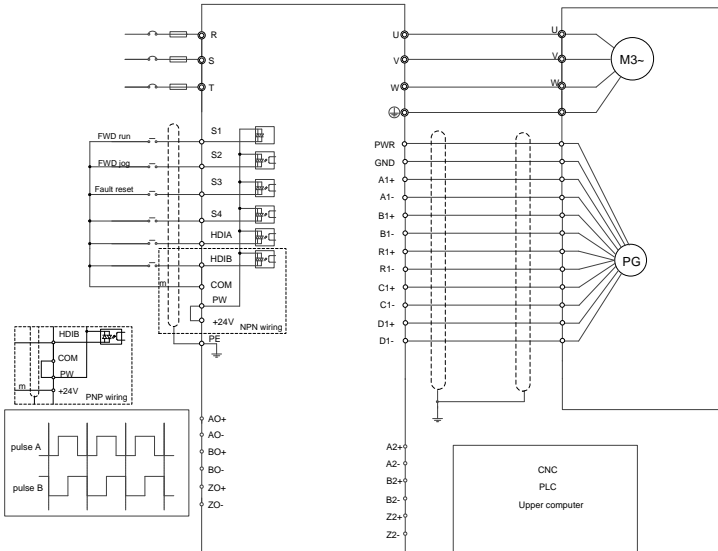 R
S
T
U
V
W
U
V
W
M3~
S1
FWD run
S2
FWD jog
S3
Fault reset
S4
HDIA
HDIB
m
COM
PW
+24V
NPN wiring
PE
HDIB
COM
PW
m
+24V
PNP wiring
PWR
GND
A1+
A1-
B1+
B1-
R1+
R1-
C1+
C1-
D1+
D1-
PG
pulse A
pulse B
AO+
AO-
BO+
BO-
ZO+
ZO-
A2+
A2-
B2+
B2-
Z2+
Z2-
CNC
PLC
Upper computer